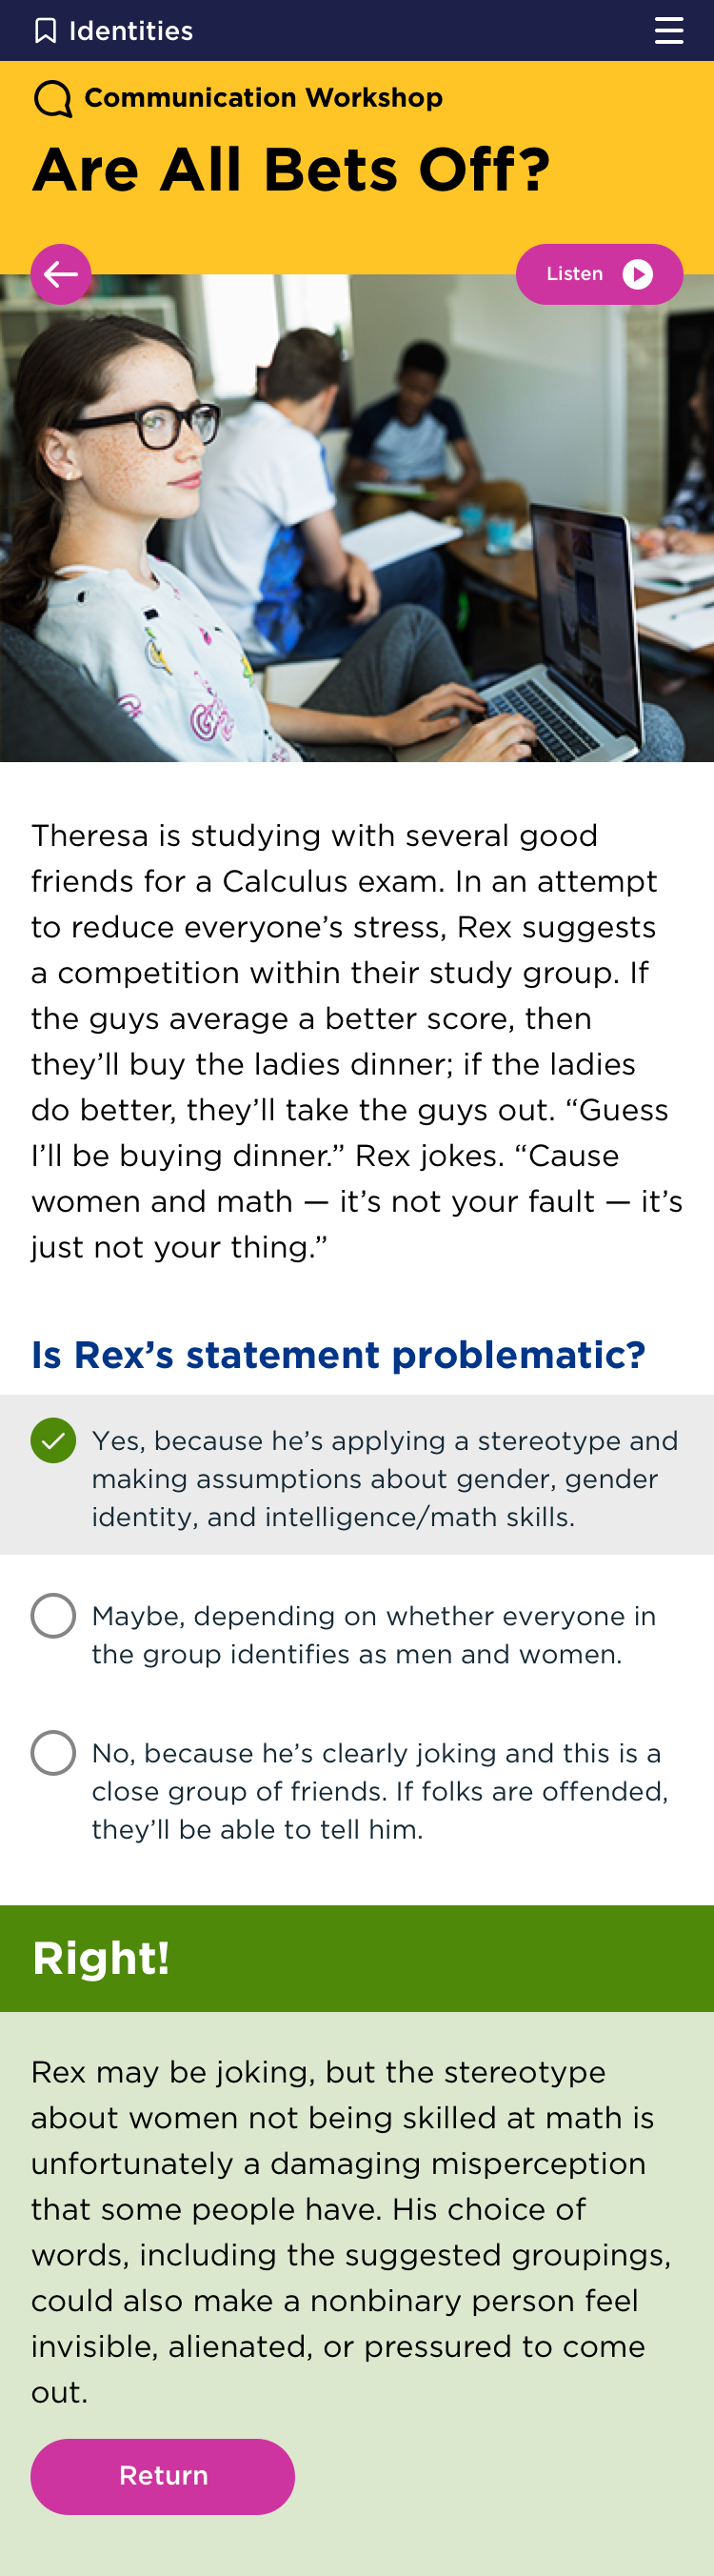 Identities
Communication Workshop
Are All Bets Off?
Listen
Theresa is studying with several good
friends for a Calculus exam. In an attempt
to reduce everyone’s stress, Rex suggests
a competition within their study group. If
the guys average a better score, then
they’ll buy the ladies dinner; if the ladies
do better, they’ll take the guys out. “Guess
I’ll be buying dinner.” Rex jokes. “Cause
women and math — it’s not your fault — it’s
just not your thing.”
Is Rex’s statement problematic?
Yes, because he’s applying a stereotype and
making assumptions about gender, gender
identity, and intelligence/math skills.
Maybe, depending on whether everyone in
the group identifies as men and women.
No, because he’s clearly joking and this is a
close group of friends. If folks are offended,
they’ll be able to tell him.
Right!
Rex may be joking, but the stereotype
about women not being skilled at math is
unfortunately a damaging misperception
that some people have. His choice of
words, including the suggested groupings,
could also make a nonbinary person feel
invisible, alienated, or pressured to come
out.
Return